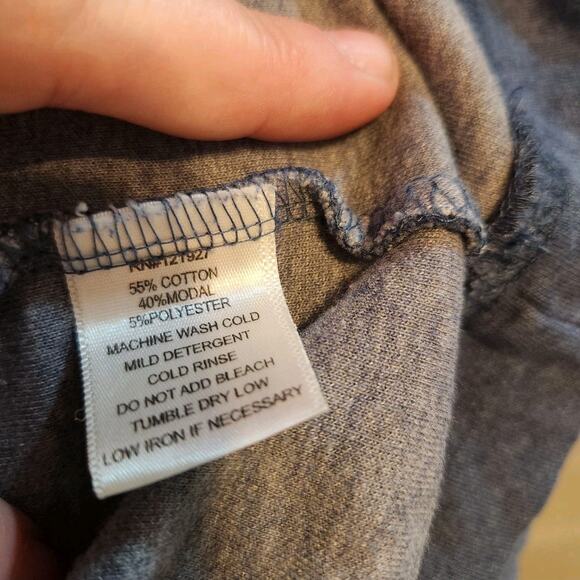 RN#121927
55% COTTON
40%MODAL
5%POLYESTER
MACHINE WASH COLD
MILD DETERGENT
COLD RINSE
DO NOT ADD BLEACH
TUMBLE DRY LOW
LOW IRON IF NECESSARY